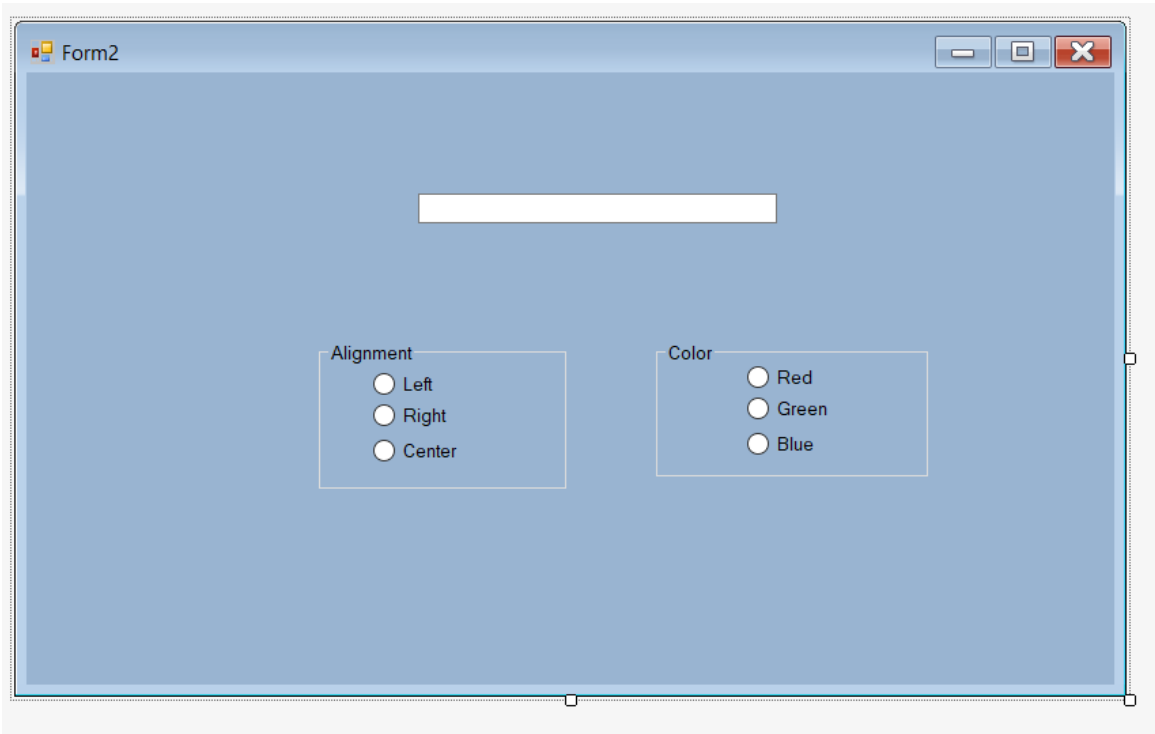 Form2
Alignment
Left
Right
Center
Color
Red
Green
Blue